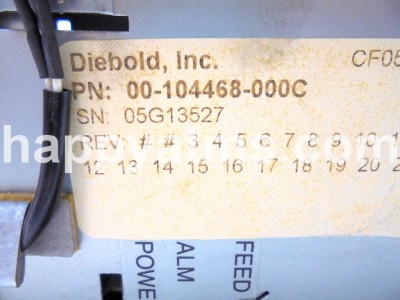 Diebold, Inc.
CF05
PN: 00-104468-000C
SN: 05G13527
REV: # # 3 4 5 6 7 8 9 10 1
12 13 14 15 16 17 18 19 20 2
POWE
ALM
FEED